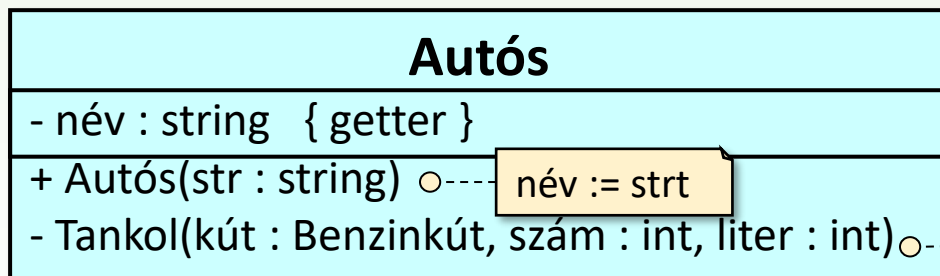 Autós
- név : string { getter }
+ Autós(str : string)
név := strt
- Tankol(kút : Benzinkút, szám : int, liter : int)